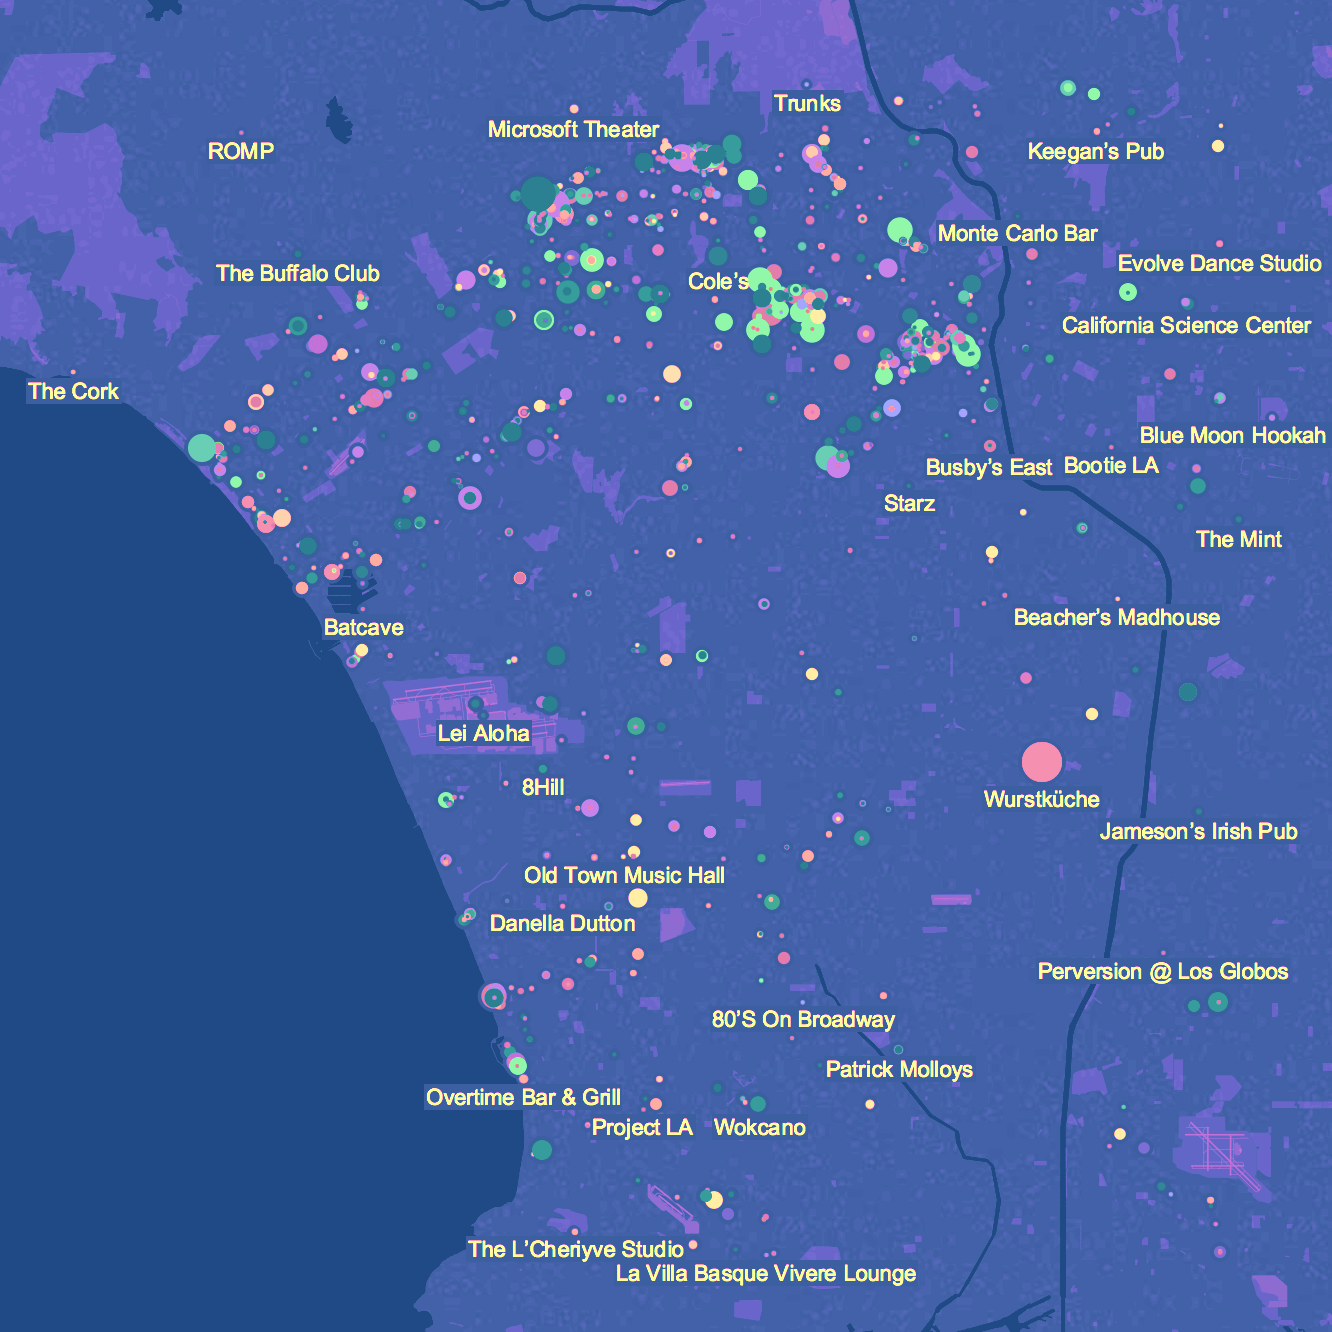 Trunks
Microsoft Theater
ROMP
Keegan's Pub
Monte Carlo Bar
Evolve Dance Studio
The Buffalo Club
Cole's
California Science Center
The Cork
Blue Moon Hookah
Busby's East
Bootie LA
Starz
The Mint
Beacher's Madhouse
Batcave
Lei Aloha
8Hill
Wurstküche
Jameson's Irish Pub
Old Town Music Hall
Danella Dutton
Perversion @ Los Globos
80'S On Broadway
Patrick Molloys
Overtime Bar & Grill
Project LA
Wokcano
The L'Cheriyve Studio
La Villa Basque Vivere Lounge